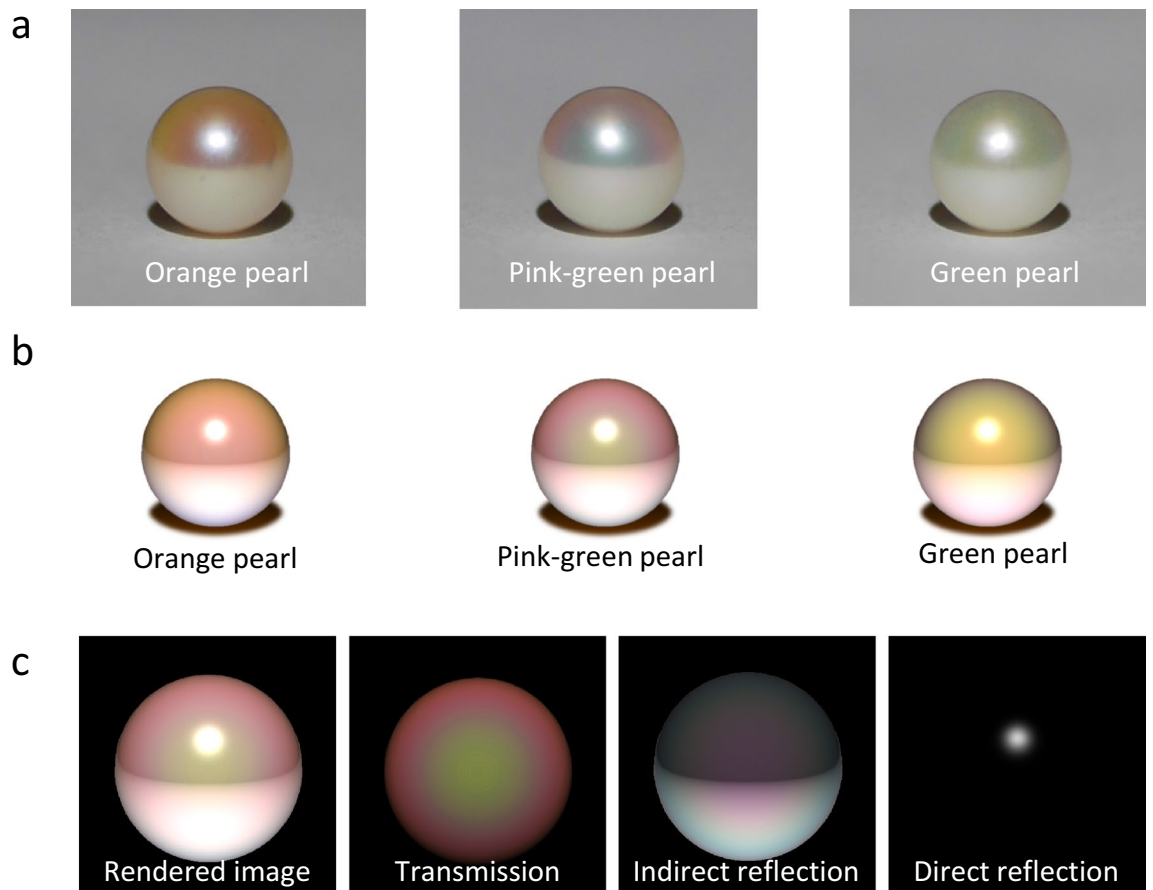 a
Orange pearl
Pink-green pearl
Green pearl
b
Orange pearl
Pink-green pearl
Green pearl
c
Rendered image
Transmission
Indirect reflection
Direct reflection